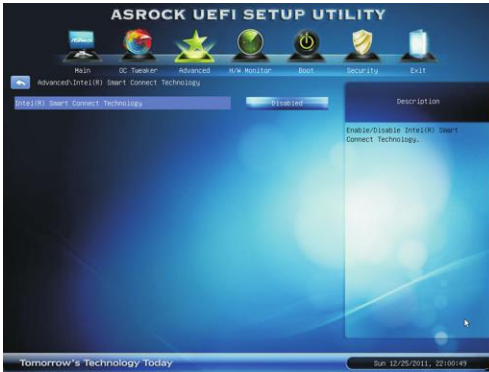 ASROCK UEFI SETUP UTILITY
Main OC Tweaker Advanced H/W Monitor Boot Security Exit
Advanced\Intel(R) Smart Connect Technology
Intel(R) Smart Connect Technology Disabled
Description
Enable/Disable Intel(R) Smart
Connect Technology.
Tomorrow's Technology Today
Sun 12/25/2011, 22:00:49